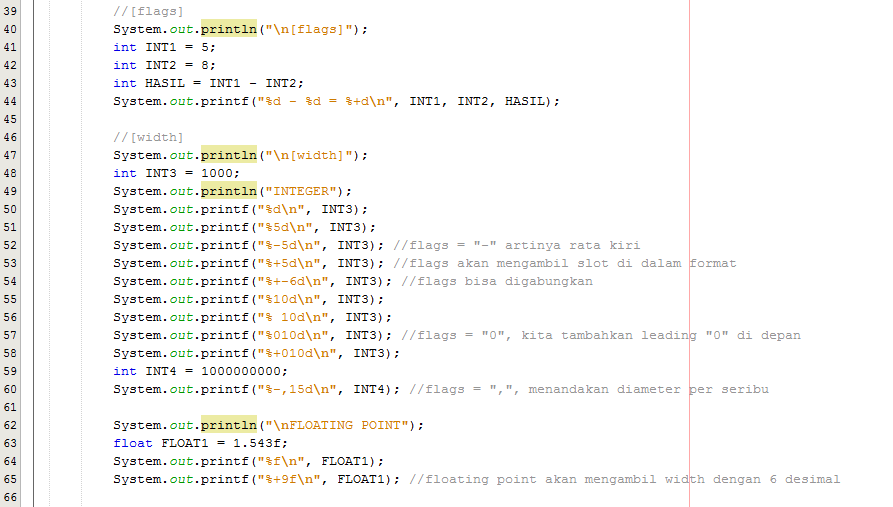 39 //[flags]
40 System.out.println("\n[flags]");
41 int INT1 = 5;
42 int INT2 = 8;
43 int HASIL = INT1 - INT2;
44 System.out.printf("%d - %d = %+d\n", INT1, INT2, HASIL);
45
46 //[width]
47 System.out.println("\n[width]");
48 int INT3 = 1000;
49 System.out.println("INTEGER");
50 System.out.printf("%d\n", INT3);
51 System.out.printf("%5d\n", INT3);
52 System.out.printf("%-5d\n", INT3); //flags = "-" artinya rata kiri
53 System.out.printf("%+5d\n", INT3); //flags akan mengambil slot di dalam format
54 System.out.printf("%+-6d\n", INT3); //flags bisa digabungkan
55 System.out.printf("%10d\n", INT3);
56 System.out.printf("% 10d\n", INT3);
57 System.out.printf("%010d\n", INT3); //flags = "0", kita tambahkan leading "0" di depan
58 System.out.printf("%+010d\n", INT3);
59 int INT4 = 1000000000;
60 System.out.printf("%-,15d\n", INT4); //flags = ",", menandakan diameter per seribu
61
62 System.out.println("\nFLOATING POINT");
63 float FLOAT1 = 1.543f;
64 System.out.printf("%f\n", FLOAT1);
65 System.out.printf("%+9f\n", FLOAT1); //floating point akan mengambil width dengan 6 desimal
66